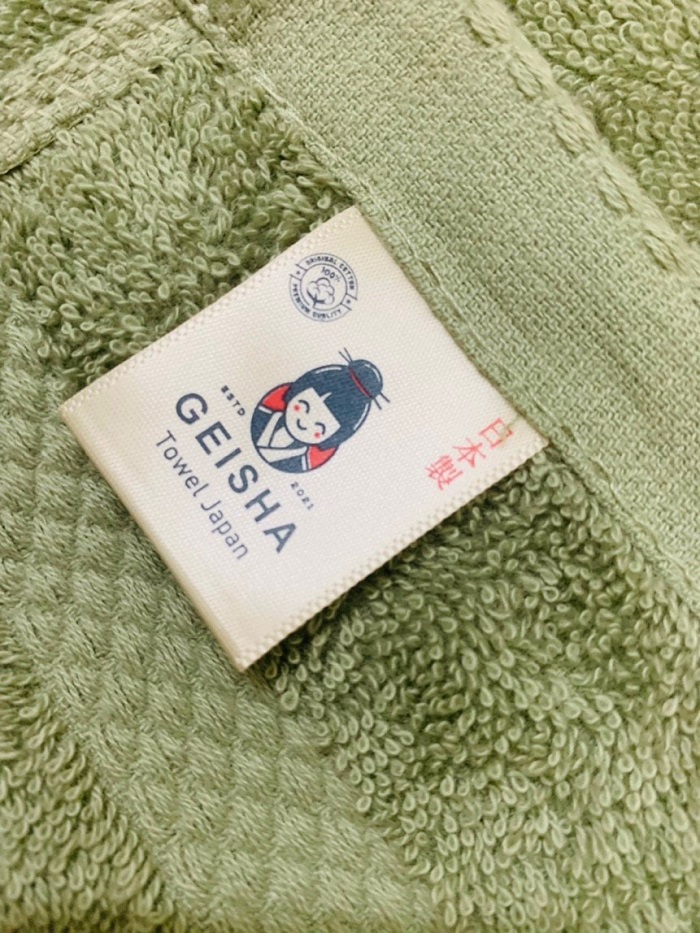 ORIGINAL COTTON
100%
PREMIUM QUALITY
ESTD
2021
GEISHA
Towel Japan
日本製